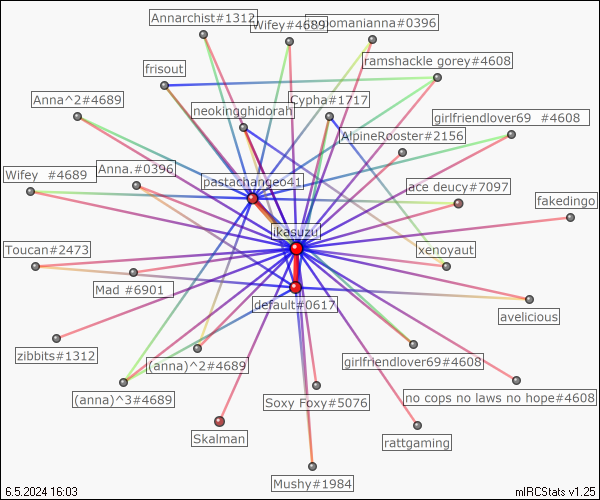 Annarchist#1312
Wifey#4689
omanianna#0396
ramshackle gorey#4608
frisout
Anna^2#4689
Cypha#1717
neokingghidorah
girlfriendlover69 #4608
AlpineRooster#2156
Wifey #4689
Anna.#0396
pastachangeo41
ace deucy#7097
fakedingo
ikasuzu
Toucan#2473
xenoyaut
Mad #6901
default#0617
avelicious
zibbits#1312
(anna)^2#4689
girlfriendlover69#4608
(anna)^3#4689
Soxy Foxy#5076
no cops no laws no hope#4608
Skalman
rattgaming
Mushy#1984
6.5.2024 16:03
mIRCStats v1.25